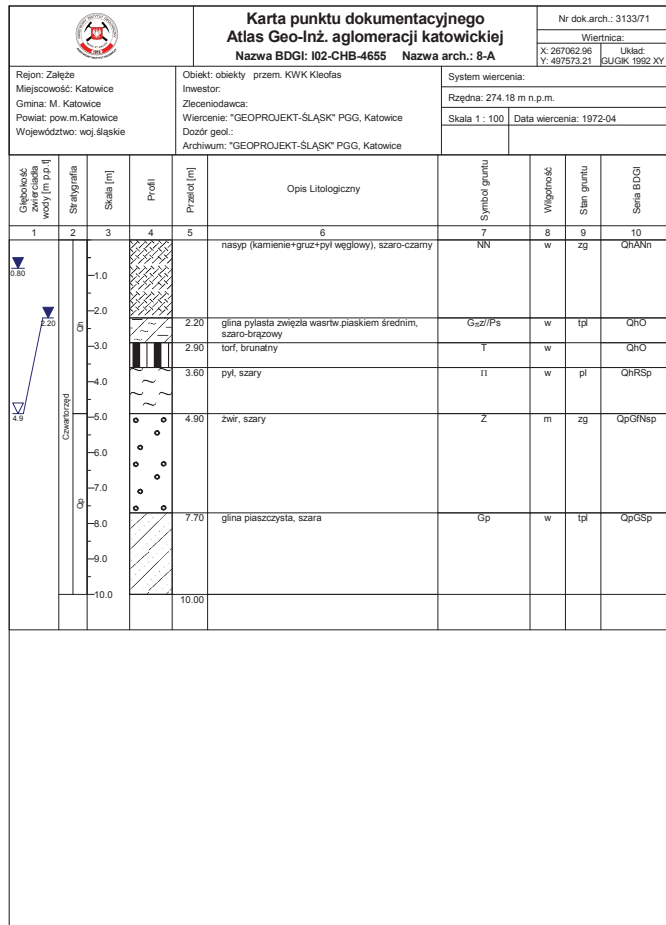 Karta punktu dokumentacyjnego
Atlas Geo-Inż. aglomeracji katowickiej
Nazwa BDGI: I02-CHB-4655 Nazwa arch.: 8-A
Nr dok.arch.: 3133/71
Wiertnica:
X: 267062.96
Y: 497573.21
Układ:
GUGIK 1992 XY
Rejon: Załęże
Miejscowość: Katowice
Gmina: M. Katowice
Powiat: pow.m.Katowice
Województwo: woj.śląskie
Obiekt: obiekty przem. KWK Kleofas
Inwestor:
Zleceniodawca:
Wiercenie: "GEOPROJEKT-ŚLĄSK" PGG, Katowice
Dozór geol.:
Archiwum: "GEOPROJEKT-ŚLĄSK" PGG, Katowice
System wiercenia:
Rzędna: 274.18 m n.p.m.
Skala 1 : 100 Data wiercenia: 1972-04
Głębokość
zwierciadła
wody [m p.p.t]
Stratygrafia
Skala [m]
Profil
Przelot [m]
Opis Litologiczny
Symbol gruntu
Wilgotność
Stan gruntu
Seria BDGI
1 2 3 4 5 6 7 8 9 10
nasyp (kamienie+gruz+pył węglowy), szaro-czarny NN w zg QhANn
0.80
1.0
2.0
2.20
Qh
2.20 glina pylasta zwięzła wasrtw.piaskiem średnim,
szaro-brązowy
Gπz//Ps w tpl QhO
3.0
2.90 torf, brunatny T w QhO
3.60 pył, szary Π w pl QhRSp
4.0
4.9
Czwartorzęd
5.0
4.90 żwir, szary Ż m zg QpGfNsp
6.0
7.0
Qp
7.70 glina piaszczysta, szara Gp w tpl QpGSp
8.0
9.0
10.0
10.00